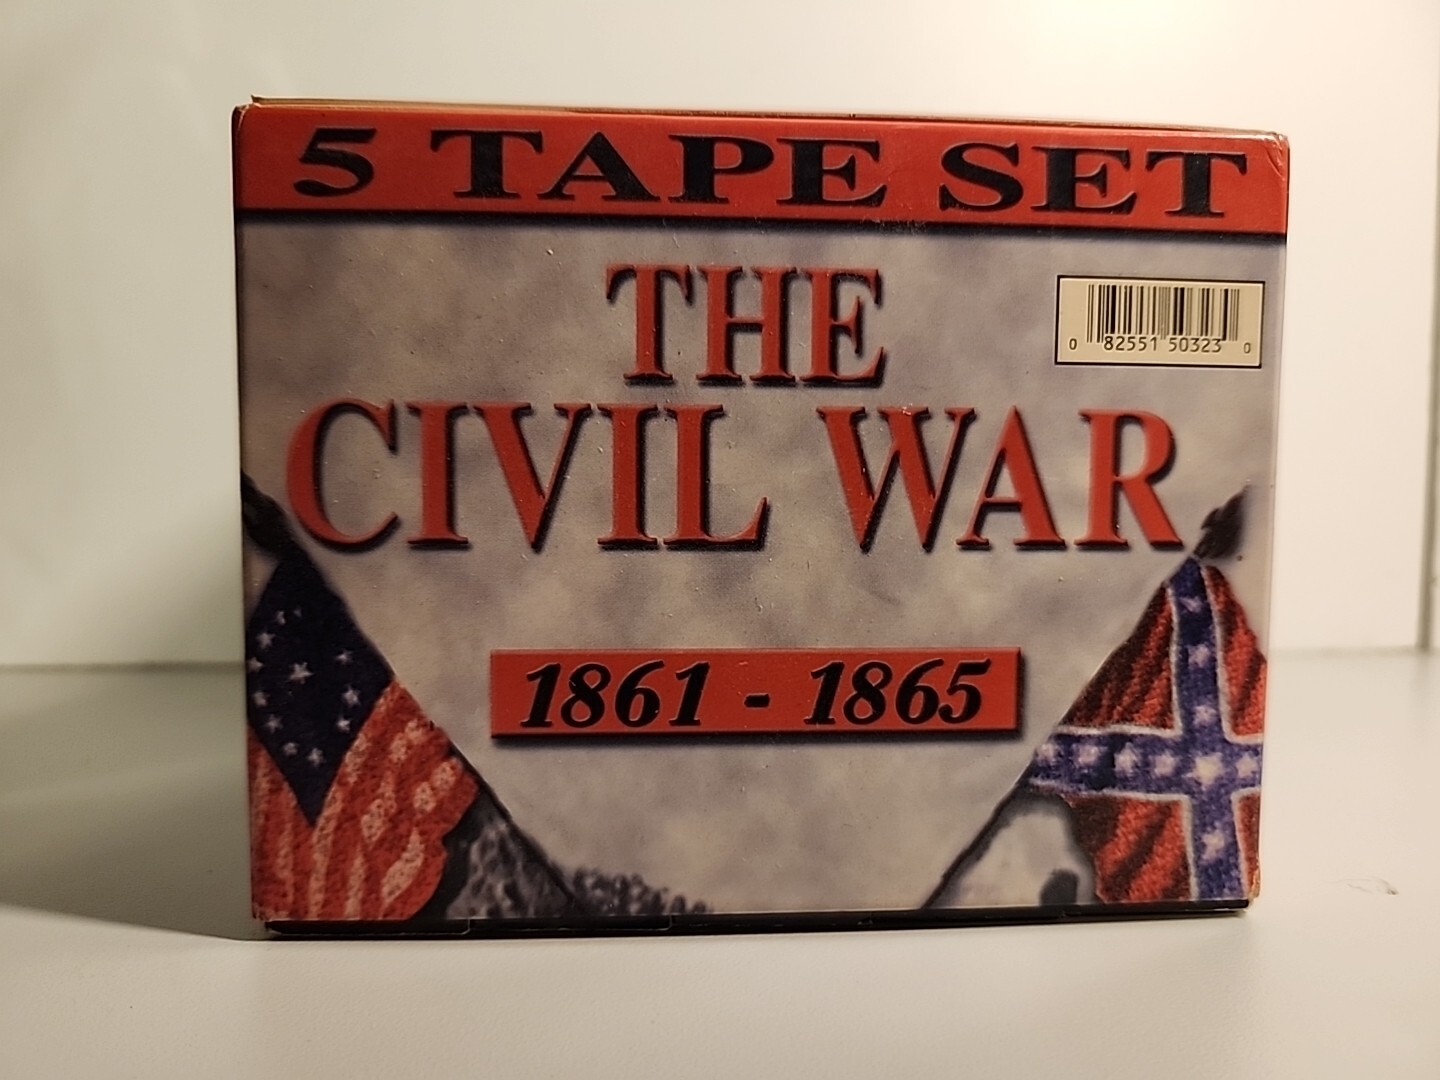 5 TAPE SET
THE
CIVIL WAR
0 82551 50323 0
1861 - 1865